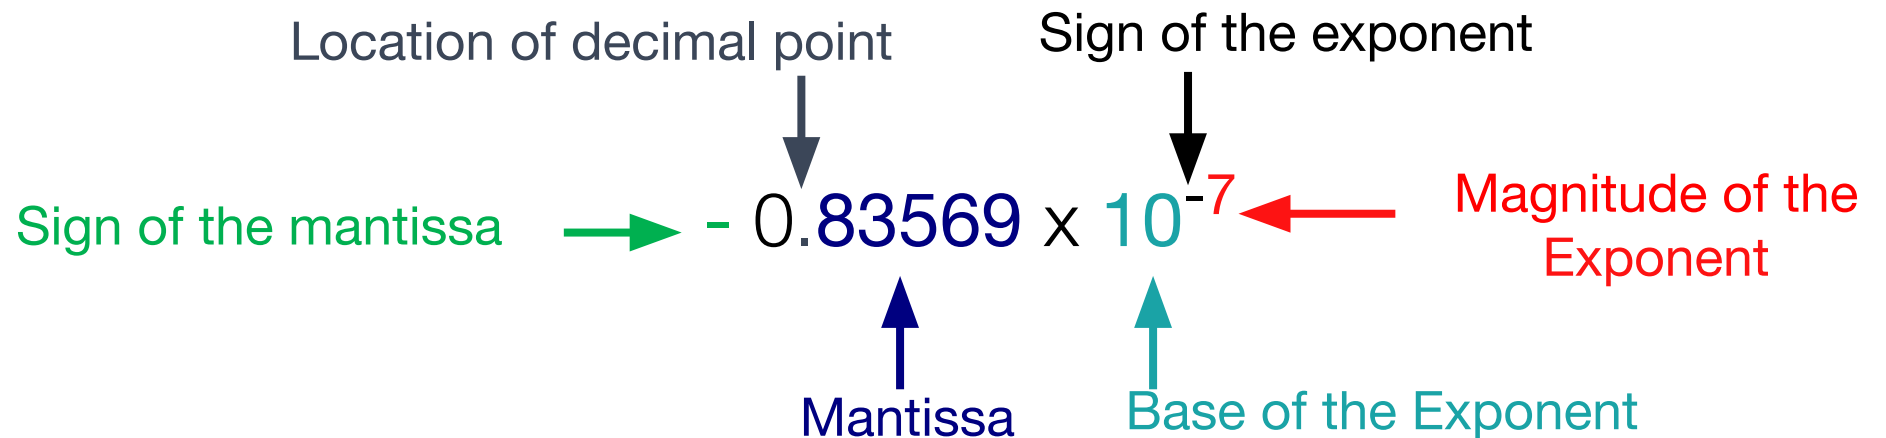 Location of decimal point
Sign of the exponent
Sign of the mantissa
- 0.83569 x 10-7
Magnitude of the
Exponent
Mantissa
Base of the Exponent